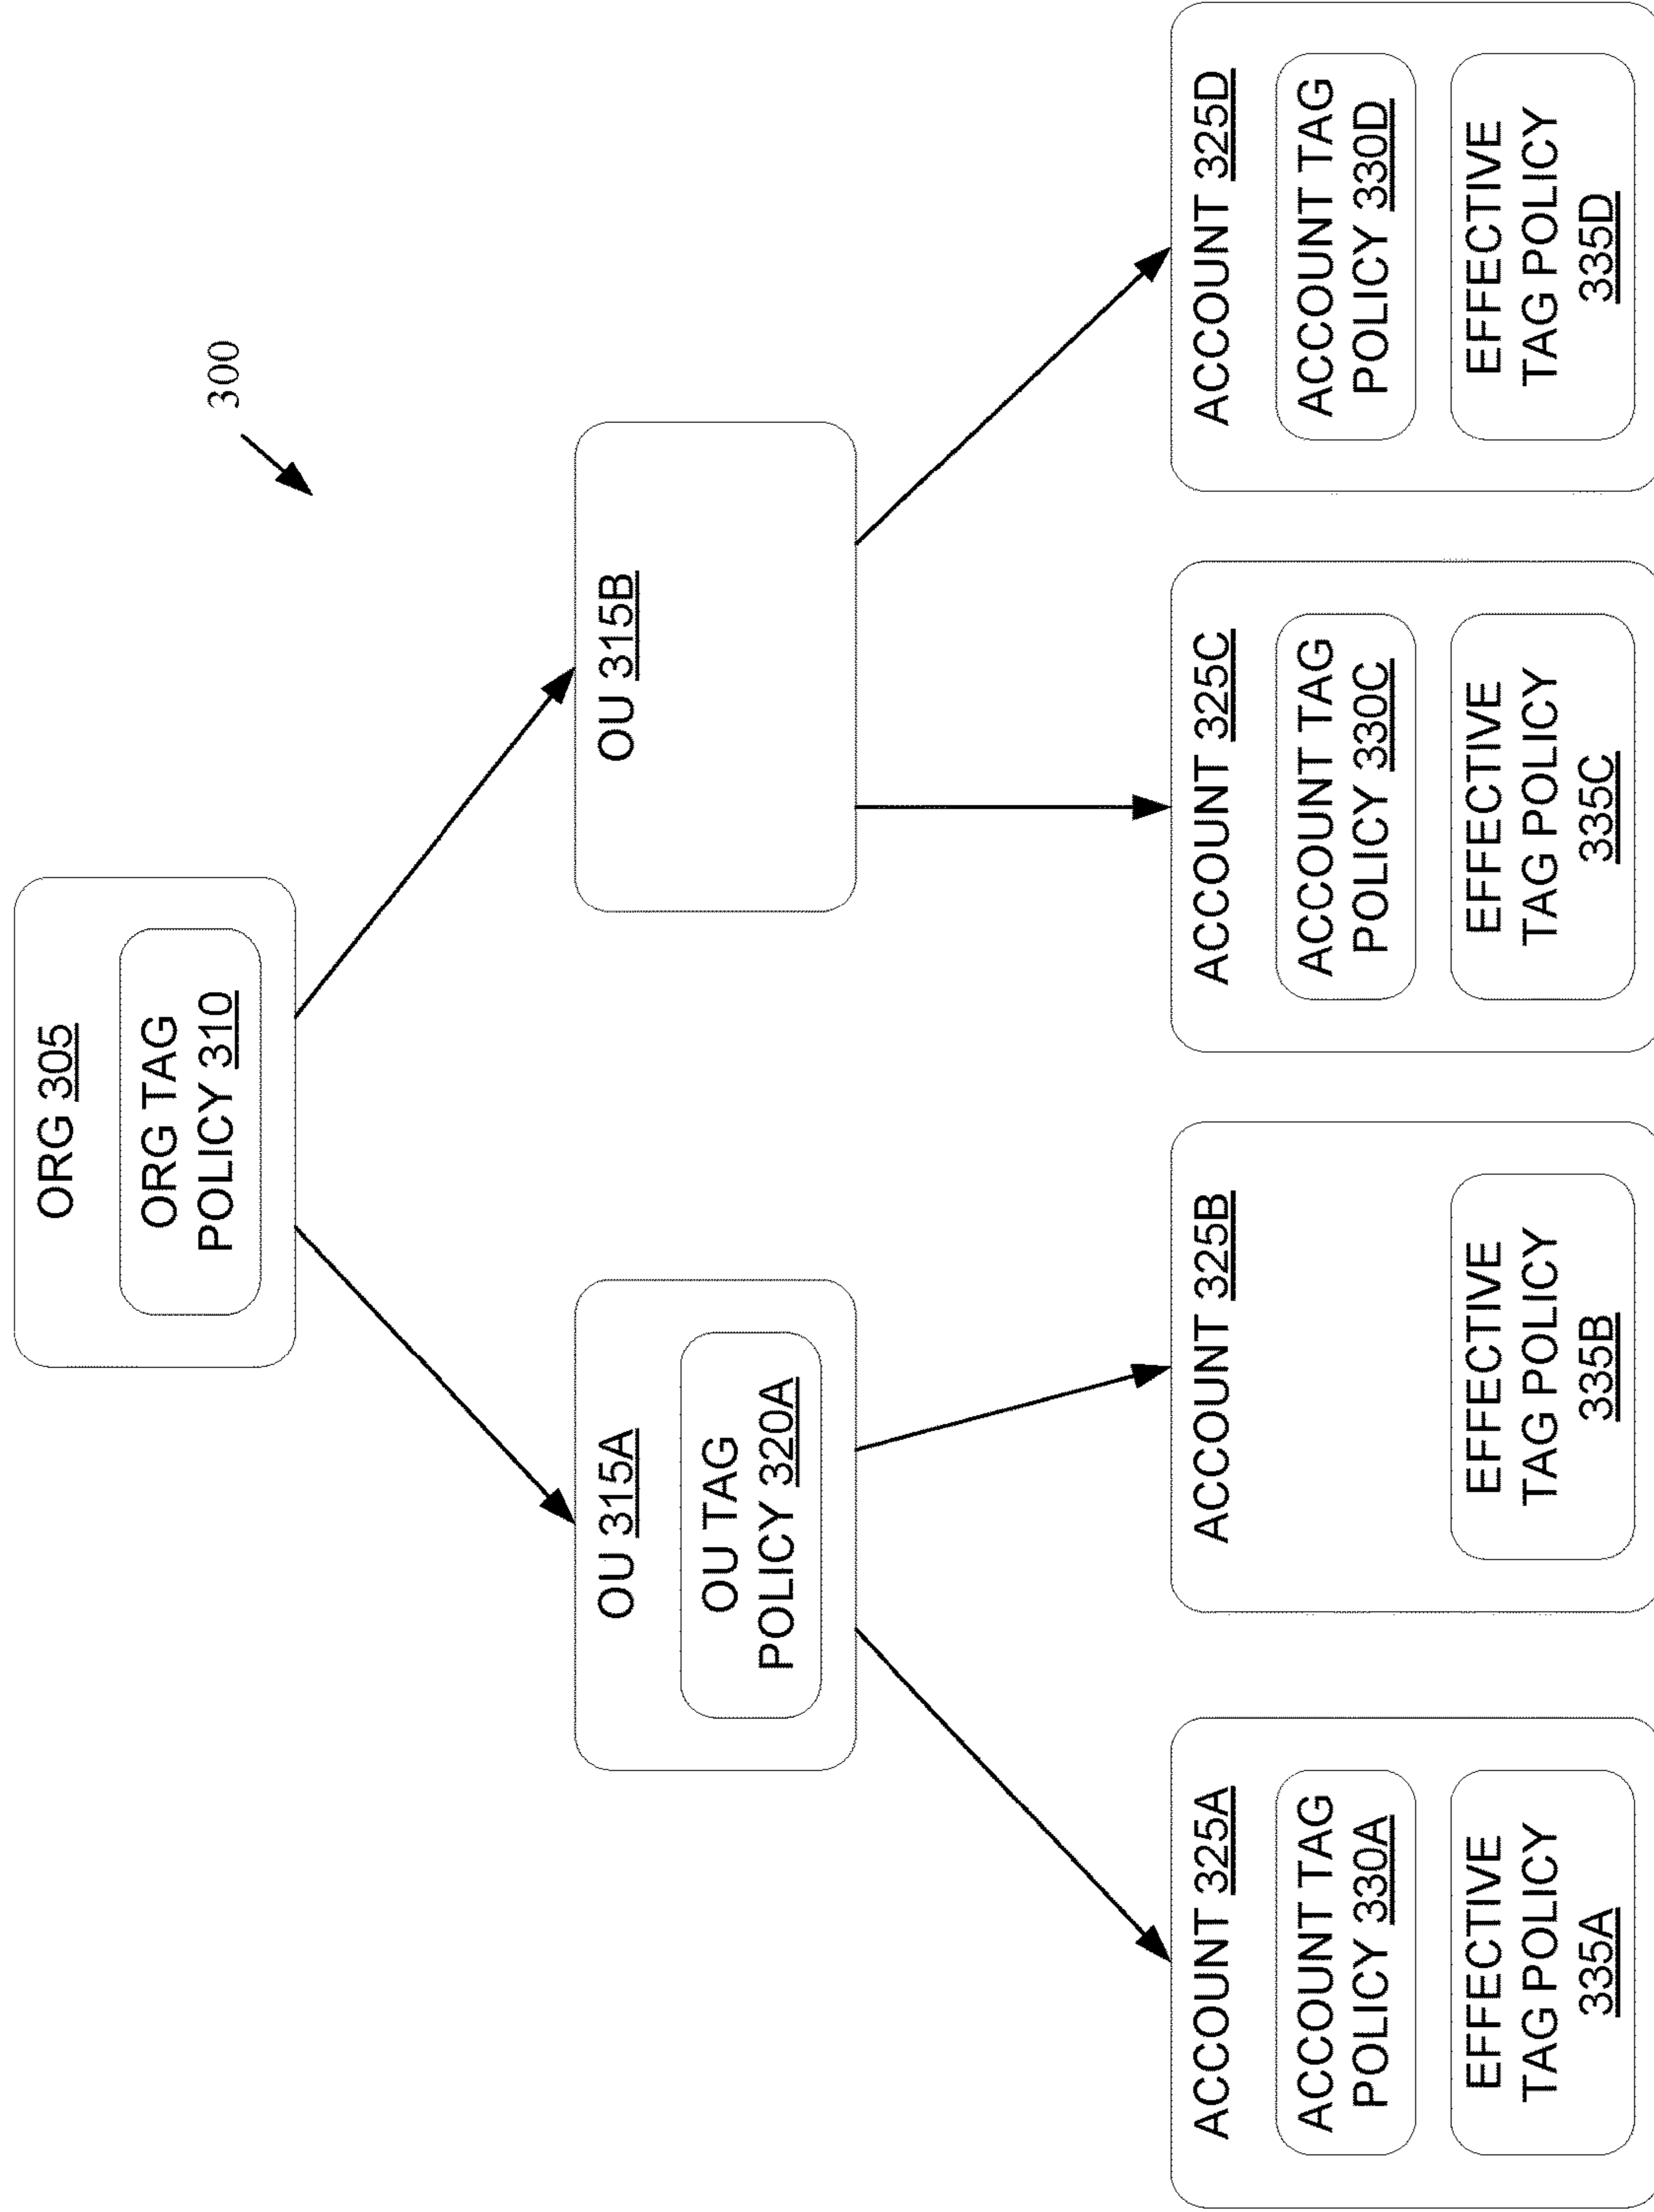 300
ORG 305
ORG TAG
POLICY 310
OU 315A
OU TAG
POLICY 320A
OU 315B
ACCOUNT 325A
ACCOUNT TAG
POLICY 330A
EFFECTIVE
TAG POLICY
335A
ACCOUNT 325B
EFFECTIVE
TAG POLICY
335B
ACCOUNT 325C
ACCOUNT TAG
POLICY 330C
EFFECTIVE
TAG POLICY
335C
ACCOUNT 325D
ACCOUNT TAG
POLICY 330D
EFFECTIVE
TAG POLICY
335D